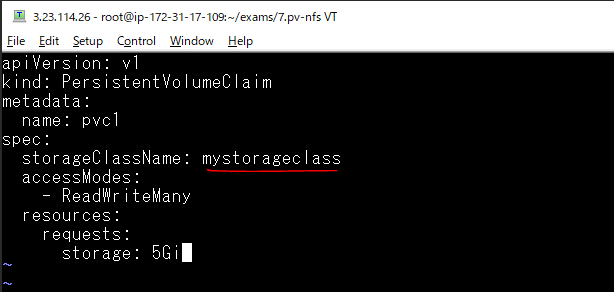 3.23.114.26 - root@ip-172-31-17-109:~/exams/7.pv-nfs VT
File Edit Setup Control Window Help
apiVersion: v1
kind: PersistentVolumeClaim
metadata:
  name: pvc1
spec:
  storageClassName: mystorageclass
  accessModes:
    - ReadWriteMany
  resources:
    requests:
      storage: 5Gi
~
~